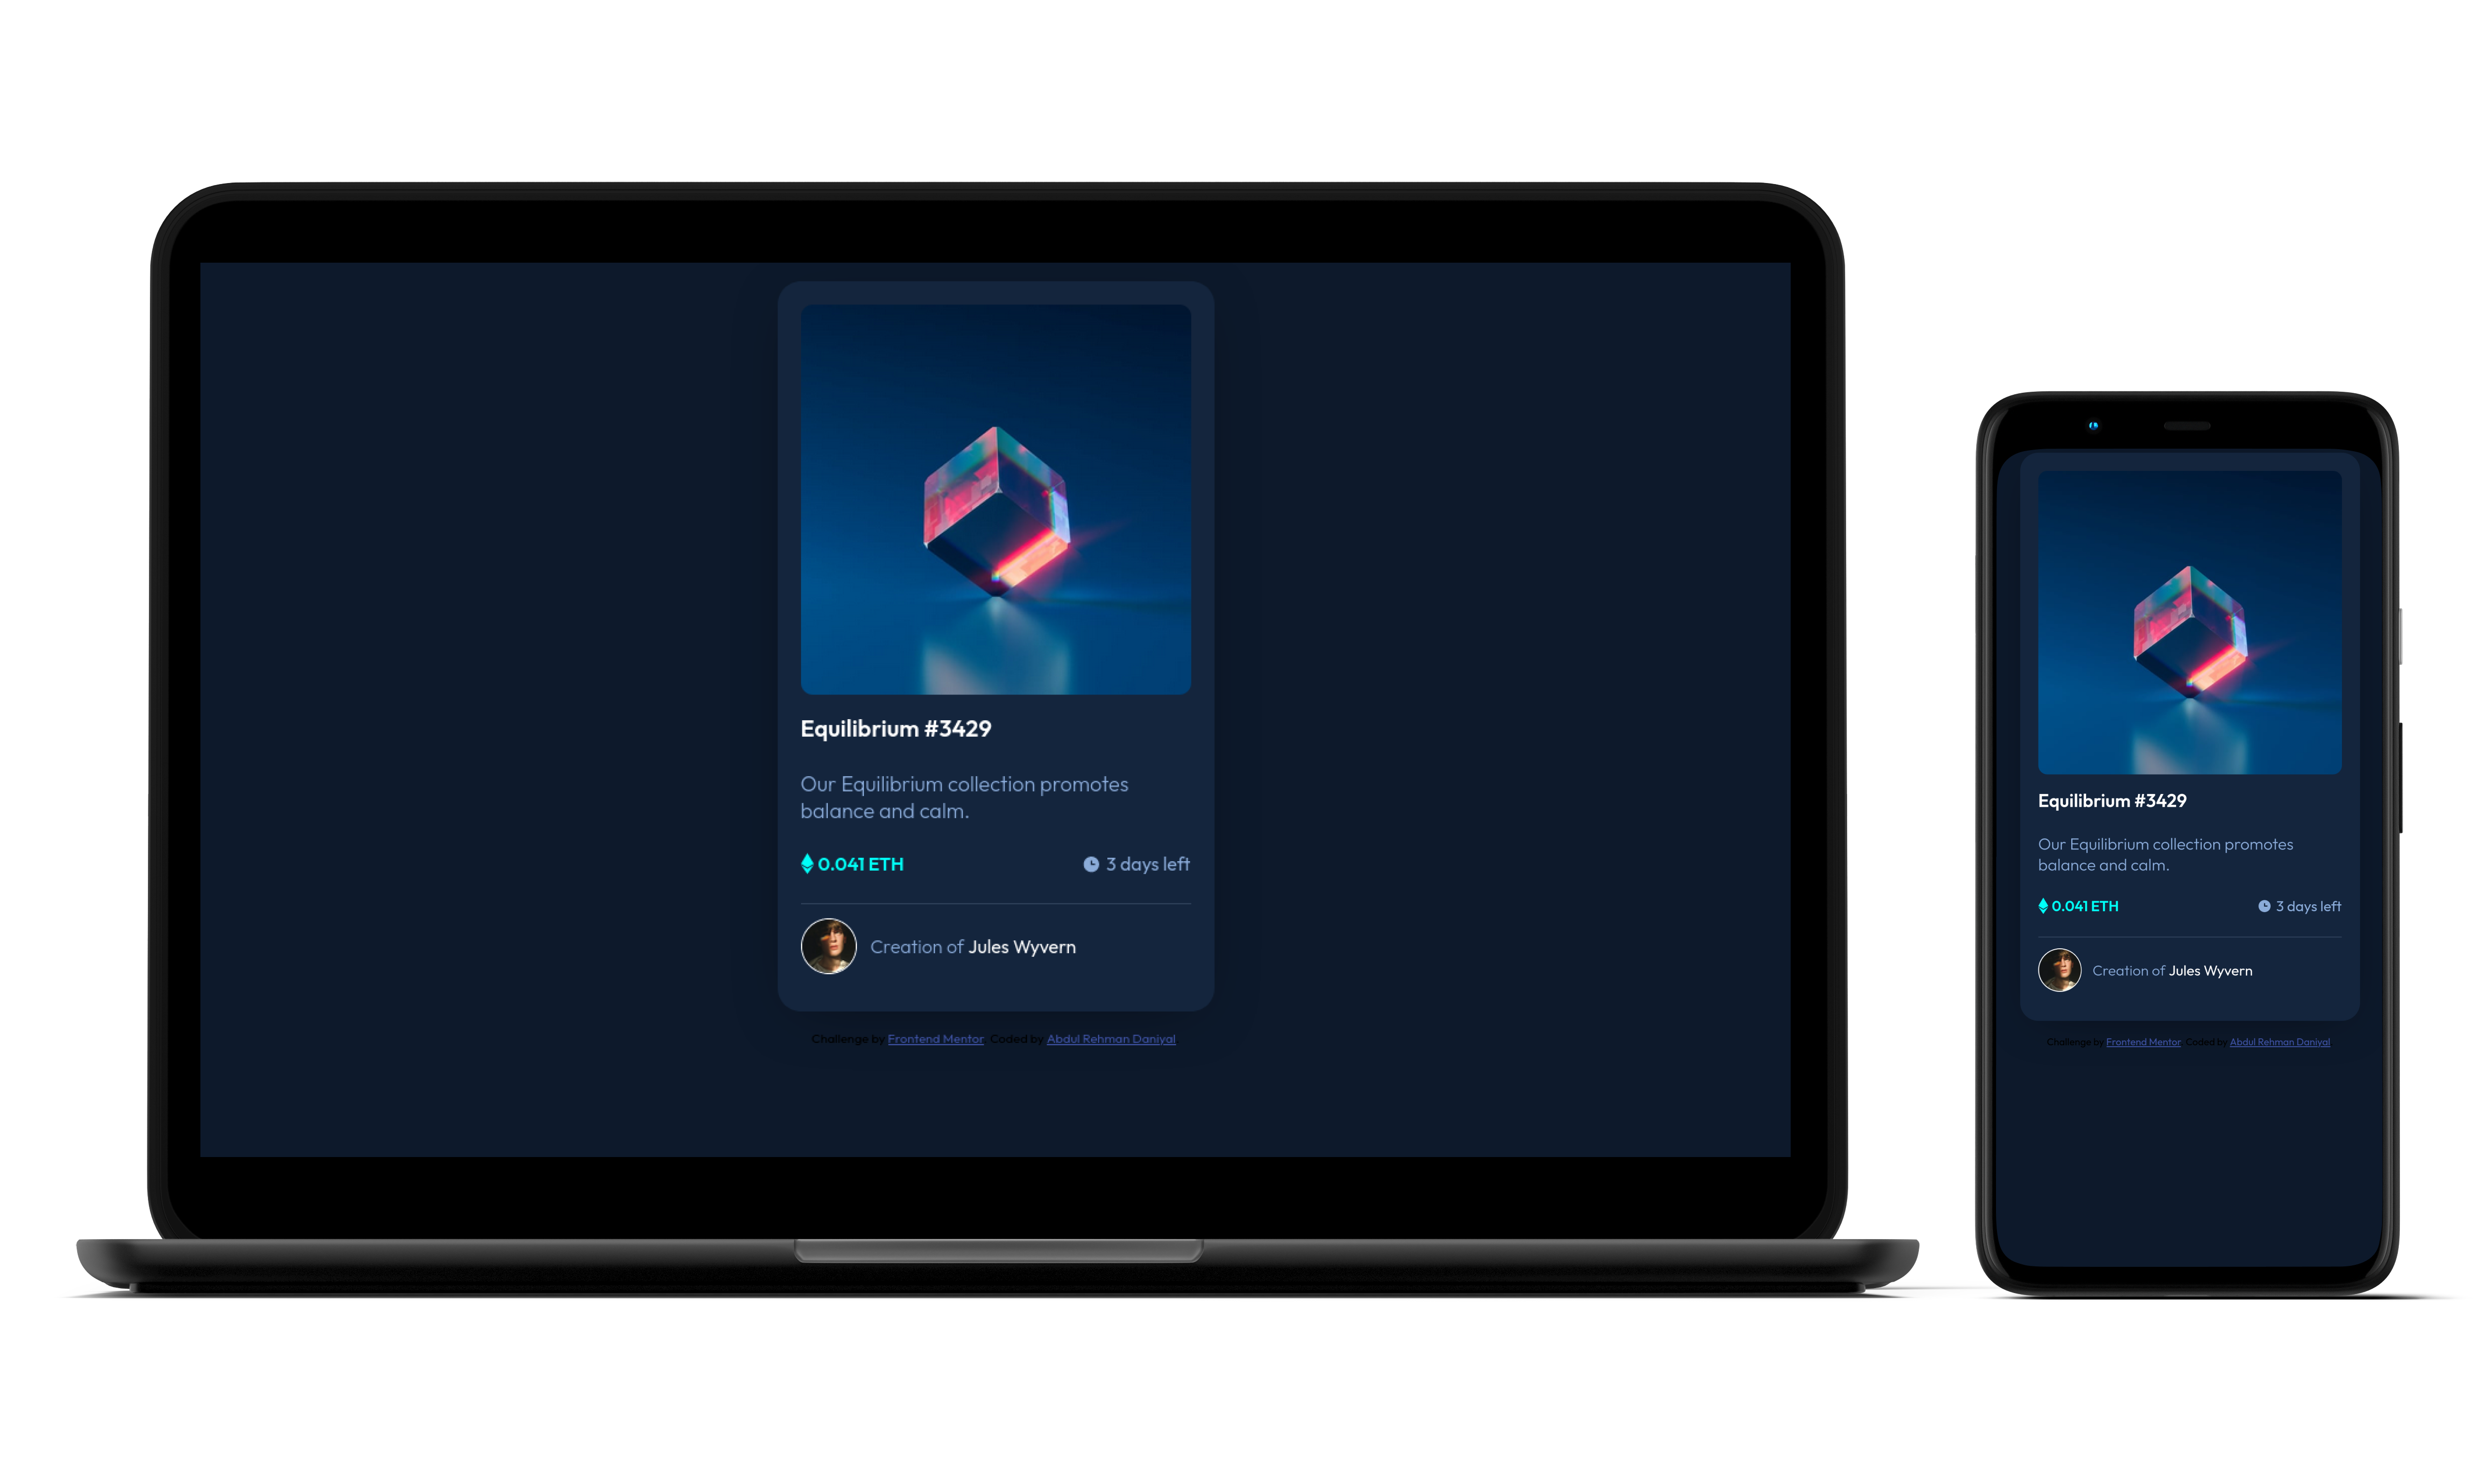 Equilibrium #3429
Our Equilibrium collection promotes
balance and calm.
0.041 ETH
3 days left
Creation of Jules Wyvern
Challenge by Frontend Mentor. Coded by Abdul Rehman Daniyal.
Equilibrium #3429
Our Equilibrium collection promotes
balance and calm.
0.041 ETH
3 days left
Creation of Jules Wyvern
Challenge by Frontend Mentor. Coded by Abdul Rehman Daniyal.